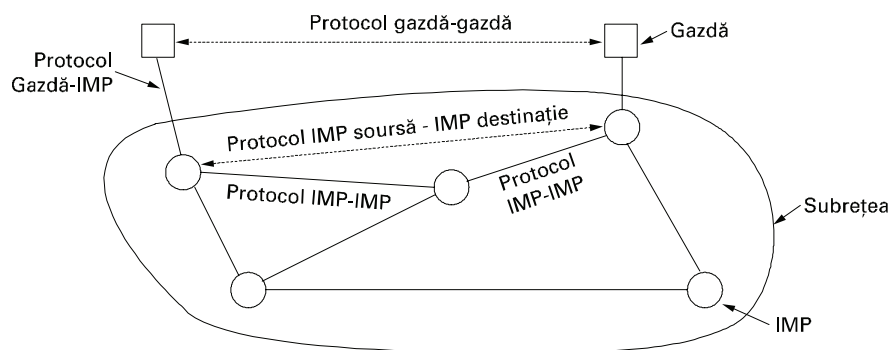 Protocol gazdă-gazdă
Gazdă
Protocol
Gazdă-IMP
Protocol IMP soursă - IMP destinație
Protocol IMP-IMP
Protocol
IMP-IMP
Subrețea
IMP